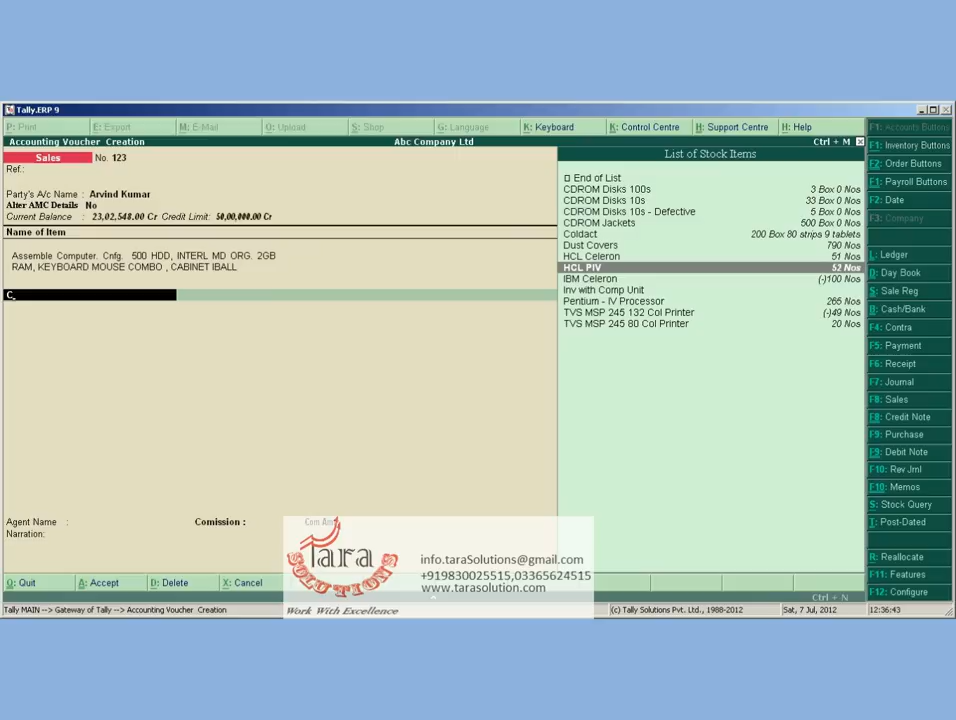 Tally.ERP 9
P: Print E: Export M: E-Mail O: Upload S: Shop G: Language K: Keyboard K: Control Centre H: Support Centre H: Help
Accounting Voucher Creation Abc Company Ltd Ctrl + M
Sales No. 123
Ref.:
Party's A/c Name : Arvind Kumar
Alter AMC Details No
Current Balance : 23,02,548.00 Cr Credit Limit: 50,00,000.00 Cr
Name of Item
Assemble Computer. Cnfg. 500 HDD, INTERL MD ORG. 2GB
RAM, KEYBOARD MOUSE COMBO , CABINET IBALL
C
Agent Name : Comission : Com Am
Narration:
List of Stock Items
End of List
CDROM Disks 100s 3 Box 0 Nos
CDROM Disks 10s 33 Box 0 Nos
CDROM Disks 10s - Defective 5 Box 0 Nos
CDROM Jackets 500 Box 0 Nos
Coldact 200 Box 80 strips 9 tablets
Dust Covers 790 Nos
HCL Celeron 51 Nos
HCL PIV 52 Nos
IBM Celeron (-)100 Nos
Inv with Comp Unit
Pentium - IV Processor 265 Nos
TVS MSP 245 132 Col Printer (-)49 Nos
TVS MSP 245 80 Col Printer 20 Nos
F1: Accounts Buttons
F1: Inventory Buttons
F2: Order Buttons
F1: Payroll Buttons
F2: Date
F3: Company
L: Ledger
D: Day Book
S: Sale Reg
B: Cash/Bank
F4: Contra
F5: Payment
F6: Receipt
F7: Journal
F8: Sales
F8: Credit Note
F9: Purchase
F9: Debit Note
F10: Rev Jrnl
F10: Memos
S: Stock Query
T: Post-Dated
R: Reallocate
F11: Features
F12: Configure
Q: Quit A: Accept D: Delete X: Cancel
Tara
SOLUTIONS
Work With Excellence
info.taraSolutions@gmail.com
+919830025515,03365624515
www.tarasolution.com
Ctrl + N
Tally MAIN --> Gateway of Tally --> Accounting Voucher Creation (c) Tally Solutions Pvt. Ltd., 1988-2012 Sat, 7 Jul, 2012 12:36:43